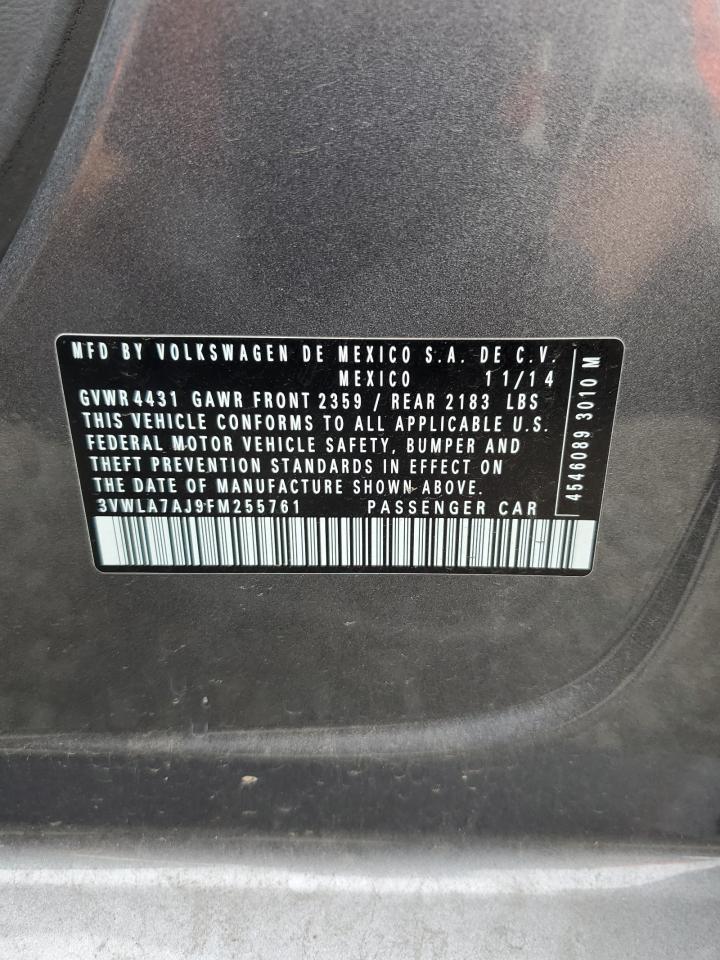 MFD BY VOLKSWAGEN DE MEXICO S.A. DE C.V.
MEXICO 11/14
GVWR 4431 GAWR FRONT 2359 / REAR 2183 LBS
THIS VEHICLE CONFORMS TO ALL APPLICABLE U.S.
FEDERAL MOTOR VEHICLE SAFETY, BUMPER AND
THEFT PREVENTION STANDARDS IN EFFECT ON
THE DATE OF MANUFACTURE SHOWN ABOVE.
3VWLA7AJ9FM255761 PASSENGER CAR
4546089 3010 M